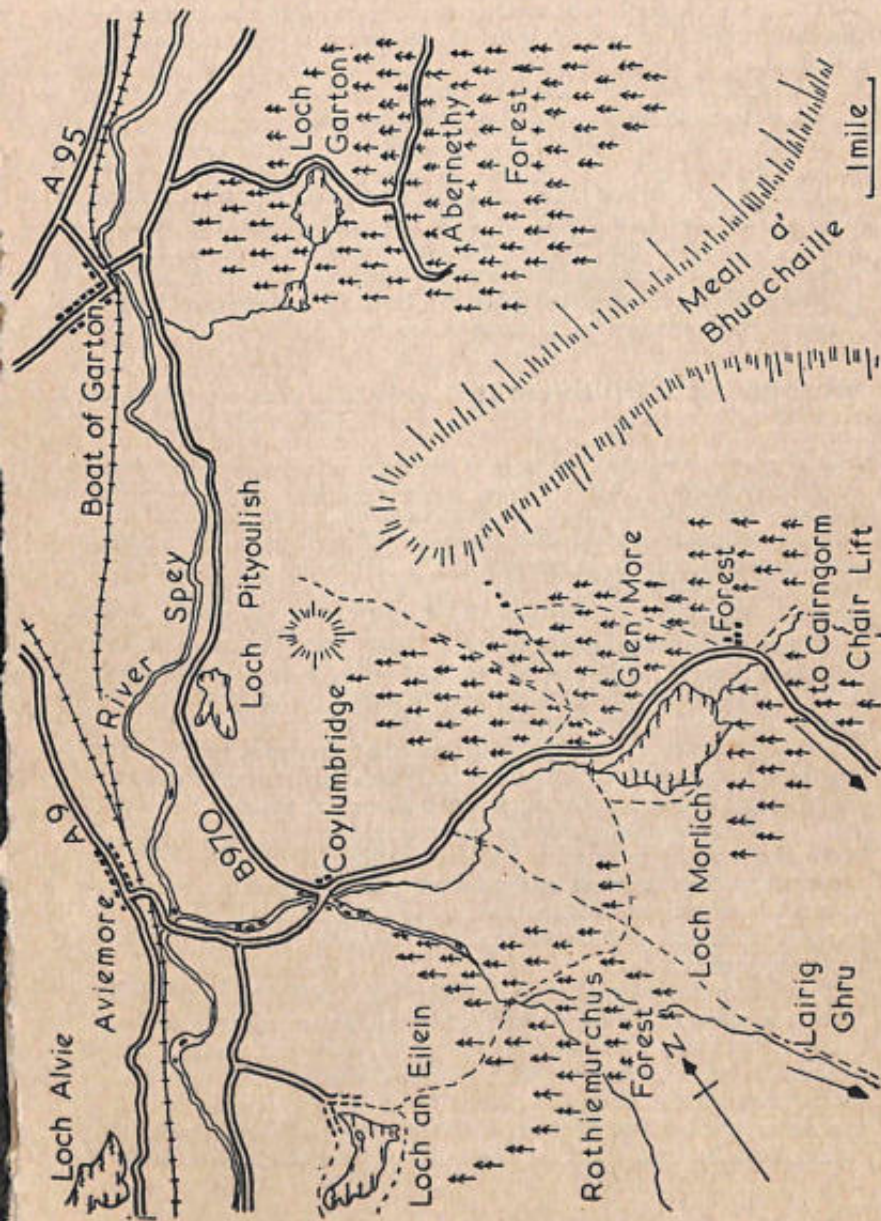 Loch Alvie
Aviemore
A9
Boat of Garton
A 95
River
Spey
B970
Loch Pityoulish
Coylumbridge
Loch
Garton
Abernethy
Forest
Loch an Eilein
Rothiemurchus
Forest
N
Lairig
Ghru
Loch Morlich
Glen More
Forest
to Cairngorm
Chair Lift
Meall a'
Bhuachaille
1 mile